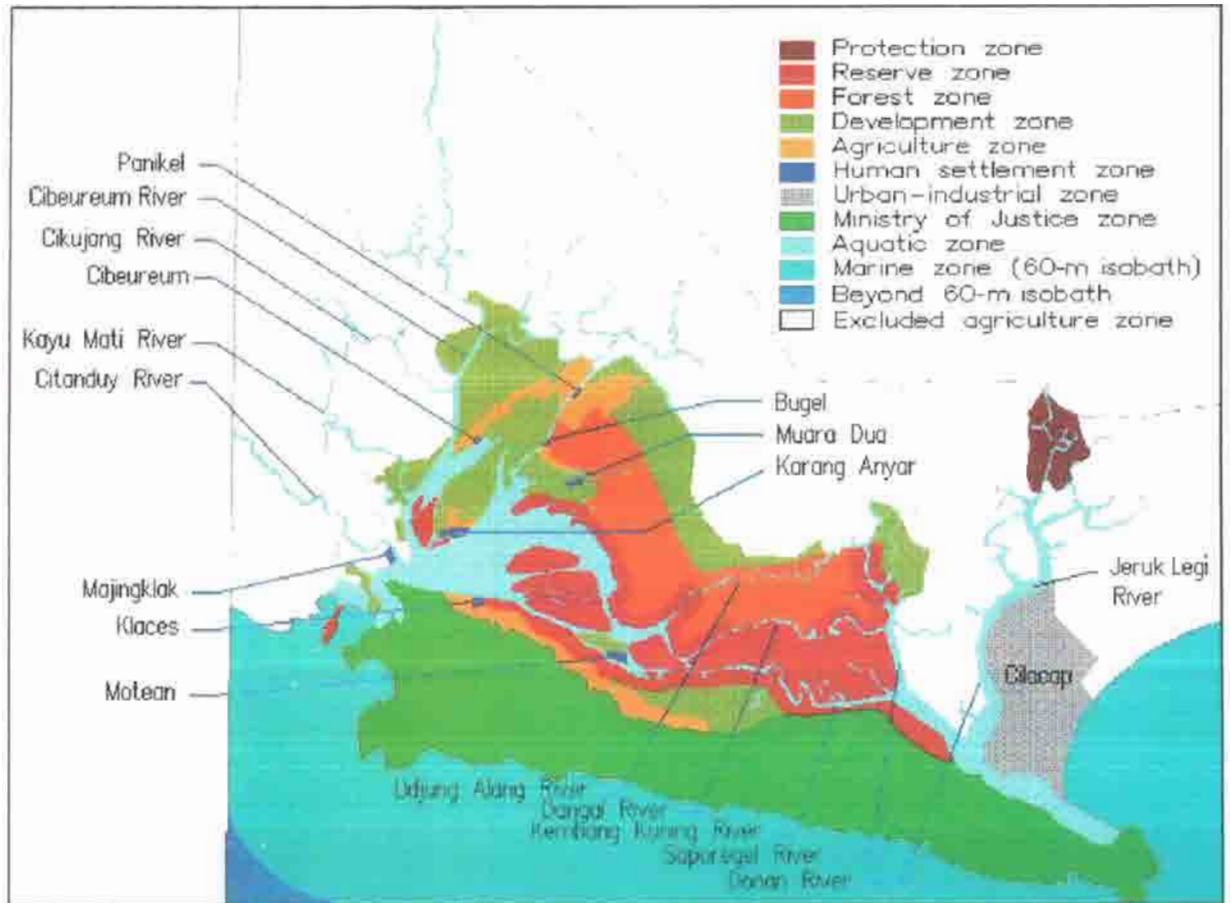 Protection zone
Reserve zone
Forest zone
Development zone
Agriculture zone
Human settlement zone
Urban-industrial zone
Ministry of Justice zone
Aquatic zone
Marine zone (60-m isobath)
Beyond 60-m isobath
Excluded agriculture zone
Panikel
Cibeureum River
Cikujang River
Cibeureum
Kayu Mati River
Citanduy River
Bugel
Muara Dua
Karang Anyar
Majingklak
Klaces
Motean
Jeruk Legi
River
Cilacap
Udjung Alang River
Dangal River
Kembang Kuning River
Sapuregel River
Donan River